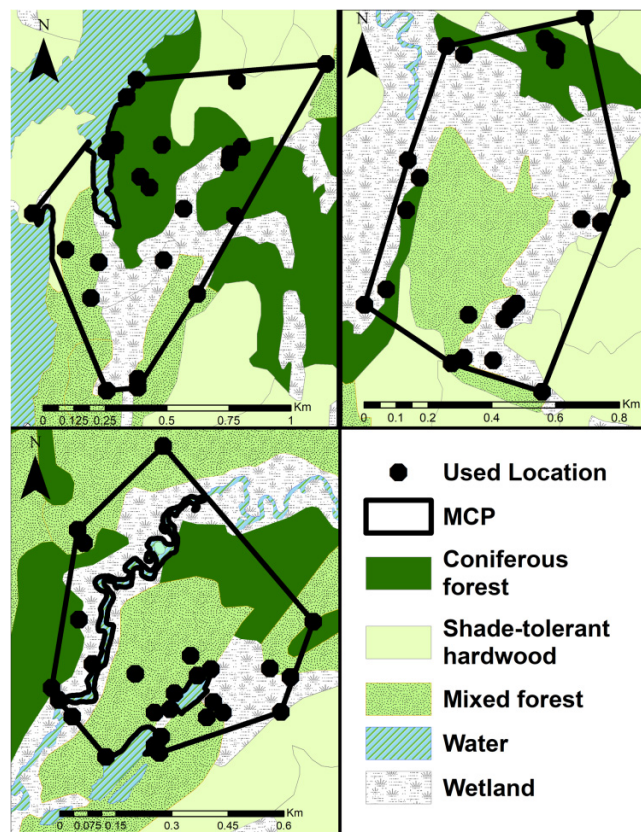 N
N
Km
0 0.125 0.25 0.5 0.75 1
Km
0 0.1 0.2 0.4 0.6 0.8
N
Used Location
MCP
Coniferous
forest
Shade-tolerant
hardwood
Mixed forest
Water
Wetland
Km
0 0.075 0.15 0.3 0.45 0.6